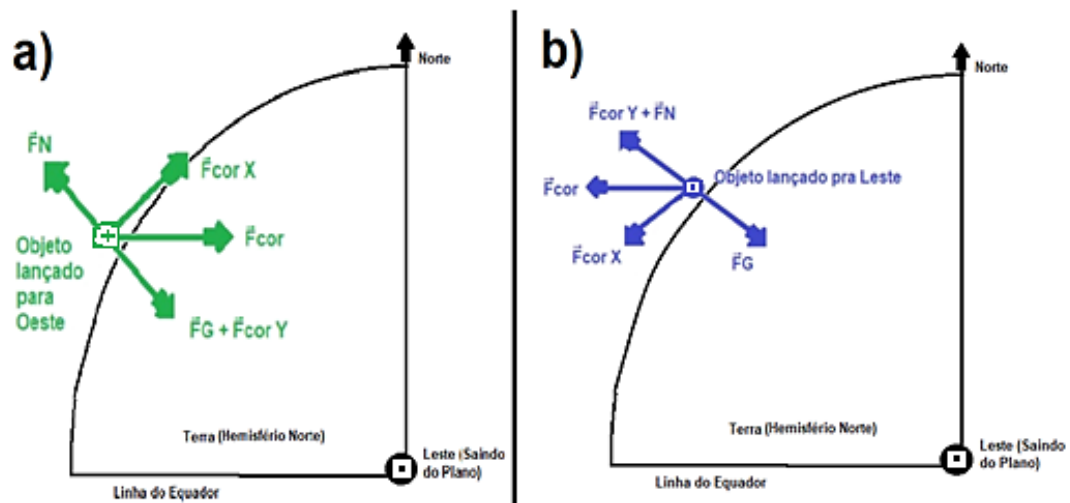 a)
Norte
F⃗N
F⃗cor X
F⃗cor
Objeto
lançado
para
Oeste
F⃗G + F⃗cor Y
Terra (Hemisfério Norte)
Leste (Saindo
do Plano)
Linha do Equador
b)
Norte
F⃗cor Y + F⃗N
Objeto lançado pra Leste
F⃗cor
F⃗cor X
F⃗G
Terra (Hemisfério Norte)
Leste (Saindo
do Plano)
Linha do Equador